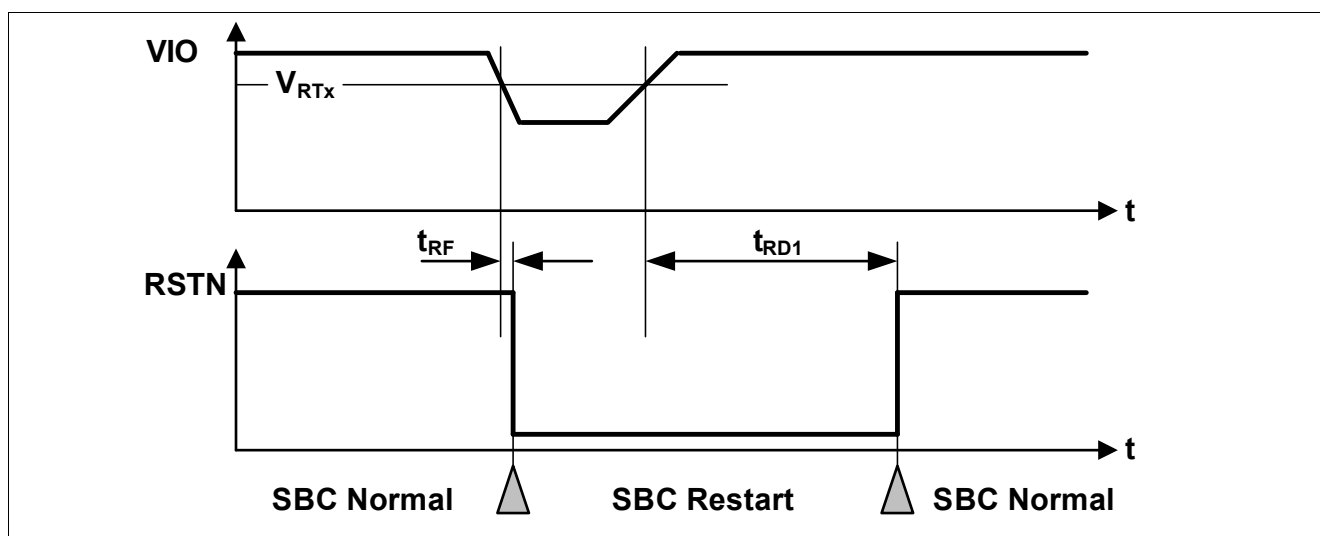 VIO
VRTx
t
tRF
tRD1
RSTN
t
SBC Normal
SBC Restart
SBC Normal